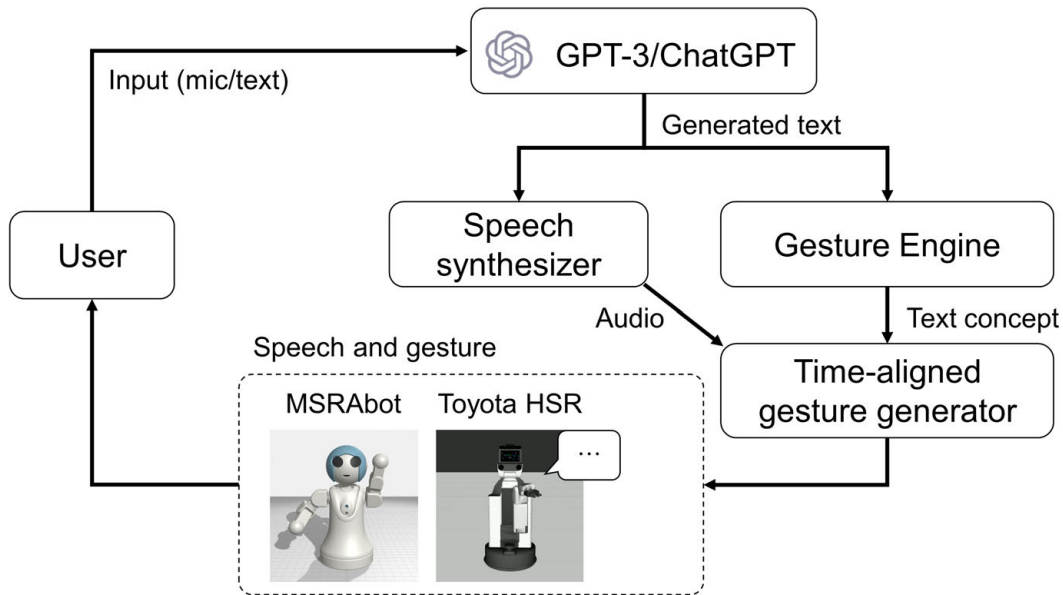 GPT-3/ChatGPT
Input (mic/text)
Generated text
User
Speech
synthesizer
Gesture Engine
Audio
Text concept
Speech and gesture
Time-aligned
gesture generator
MSRAbot
Toyota HSR
...